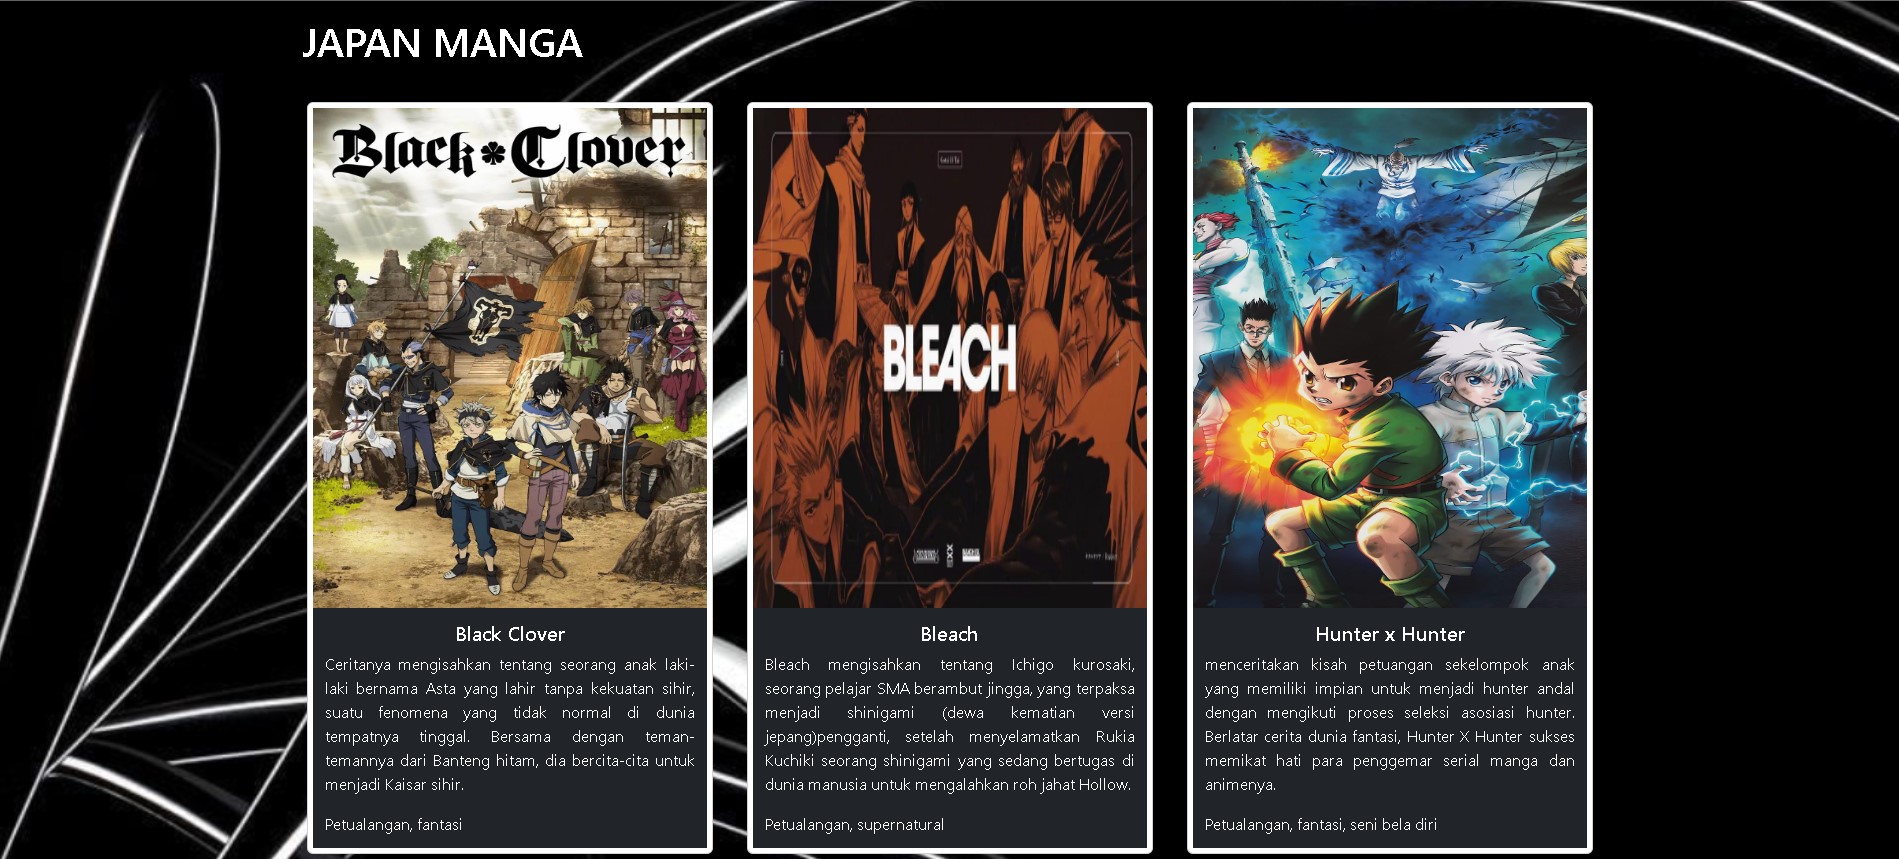 JAPAN MANGA
Black Clover
BLEACH
Black Clover
Ceritanya mengisahkan tentang seorang anak laki-
laki bernama Asta yang lahir tanpa kekuatan sihir,
suatu fenomena yang tidak normal di dunia
tempatnya tinggal. Bersama dengan teman-
temannya dari Banteng hitam, dia bercita-cita untuk
menjadi Kaisar sihir.
Petualangan, fantasi
Bleach
Bleach mengisahkan tentang Ichigo kurosaki,
seorang pelajar SMA berambut jingga, yang terpaksa
menjadi shinigami (dewa kematian versi
jepang)pengganti, setelah menyelamatkan Rukia
Kuchiki seorang shinigami yang sedang bertugas di
dunia manusia untuk mengalahkan roh jahat Hollow.
Petualangan, supernatural
Hunter x Hunter
menceritakan kisah petuangan sekelompok anak
yang memiliki impian untuk menjadi hunter andal
dengan mengikuti proses seleksi asosiasi hunter.
Berlatar cerita dunia fantasi, Hunter X Hunter sukses
memikat hati para penggemar serial manga dan
animenya.
Petualangan, fantasi, seni bela diri